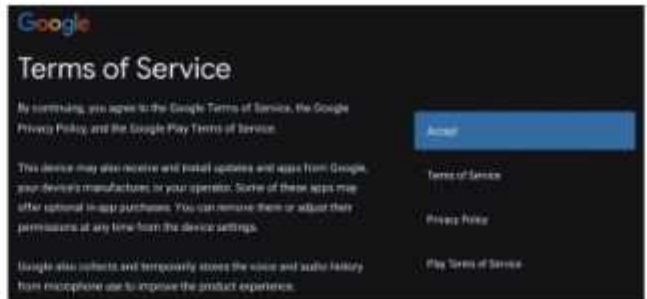 Google
Terms of Service
By continuing, you agree to the Google Terms of Service, the Google
Privacy Policy, and the Google Play Terms of Service.
This device may also receive and install updates and apps from Google,
your device's manufacturer, or your operator. Some of these apps may
offer optional in-app purchases. You can remove them or adjust their
permissions at any time from the device settings.
Google also collects and temporarily stores the voice and audio history
from microphone use to improve the product experience.
Accept
Terms of Service
Privacy Policy
Play Terms of Service